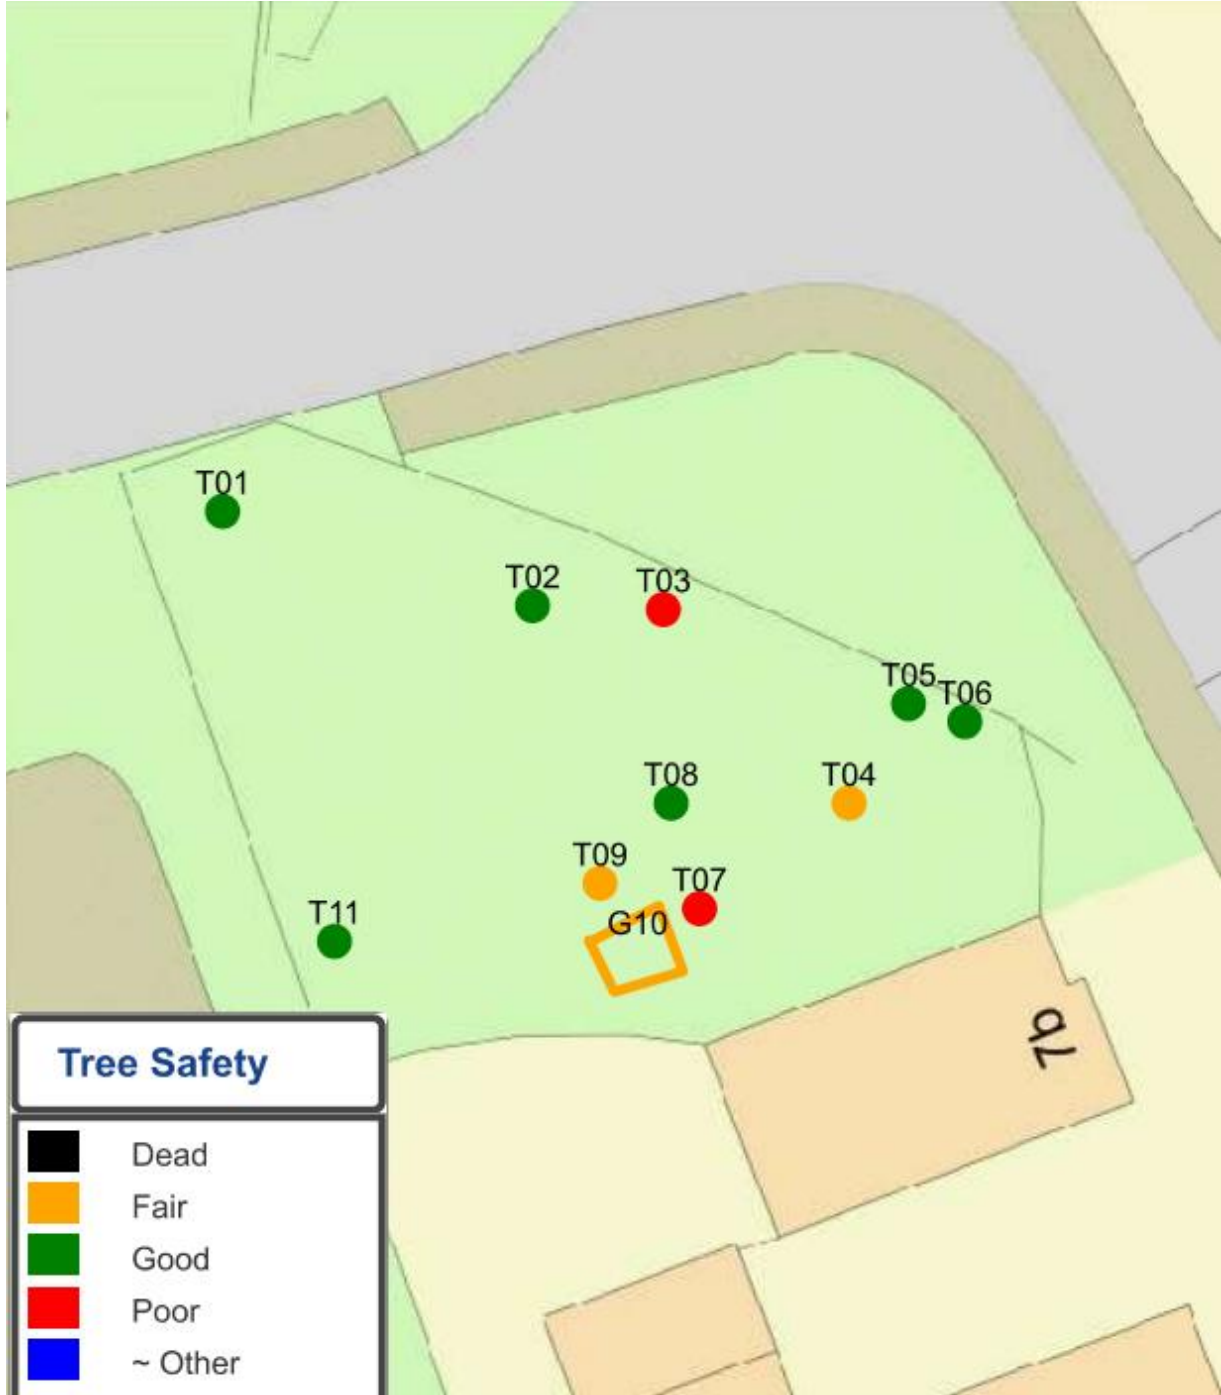 T01
T02
T03
T05
T06
T08
T04
T09
T07
G10
T11
7b
Tree Safety
Dead
Fair
Good
Poor
~ Other